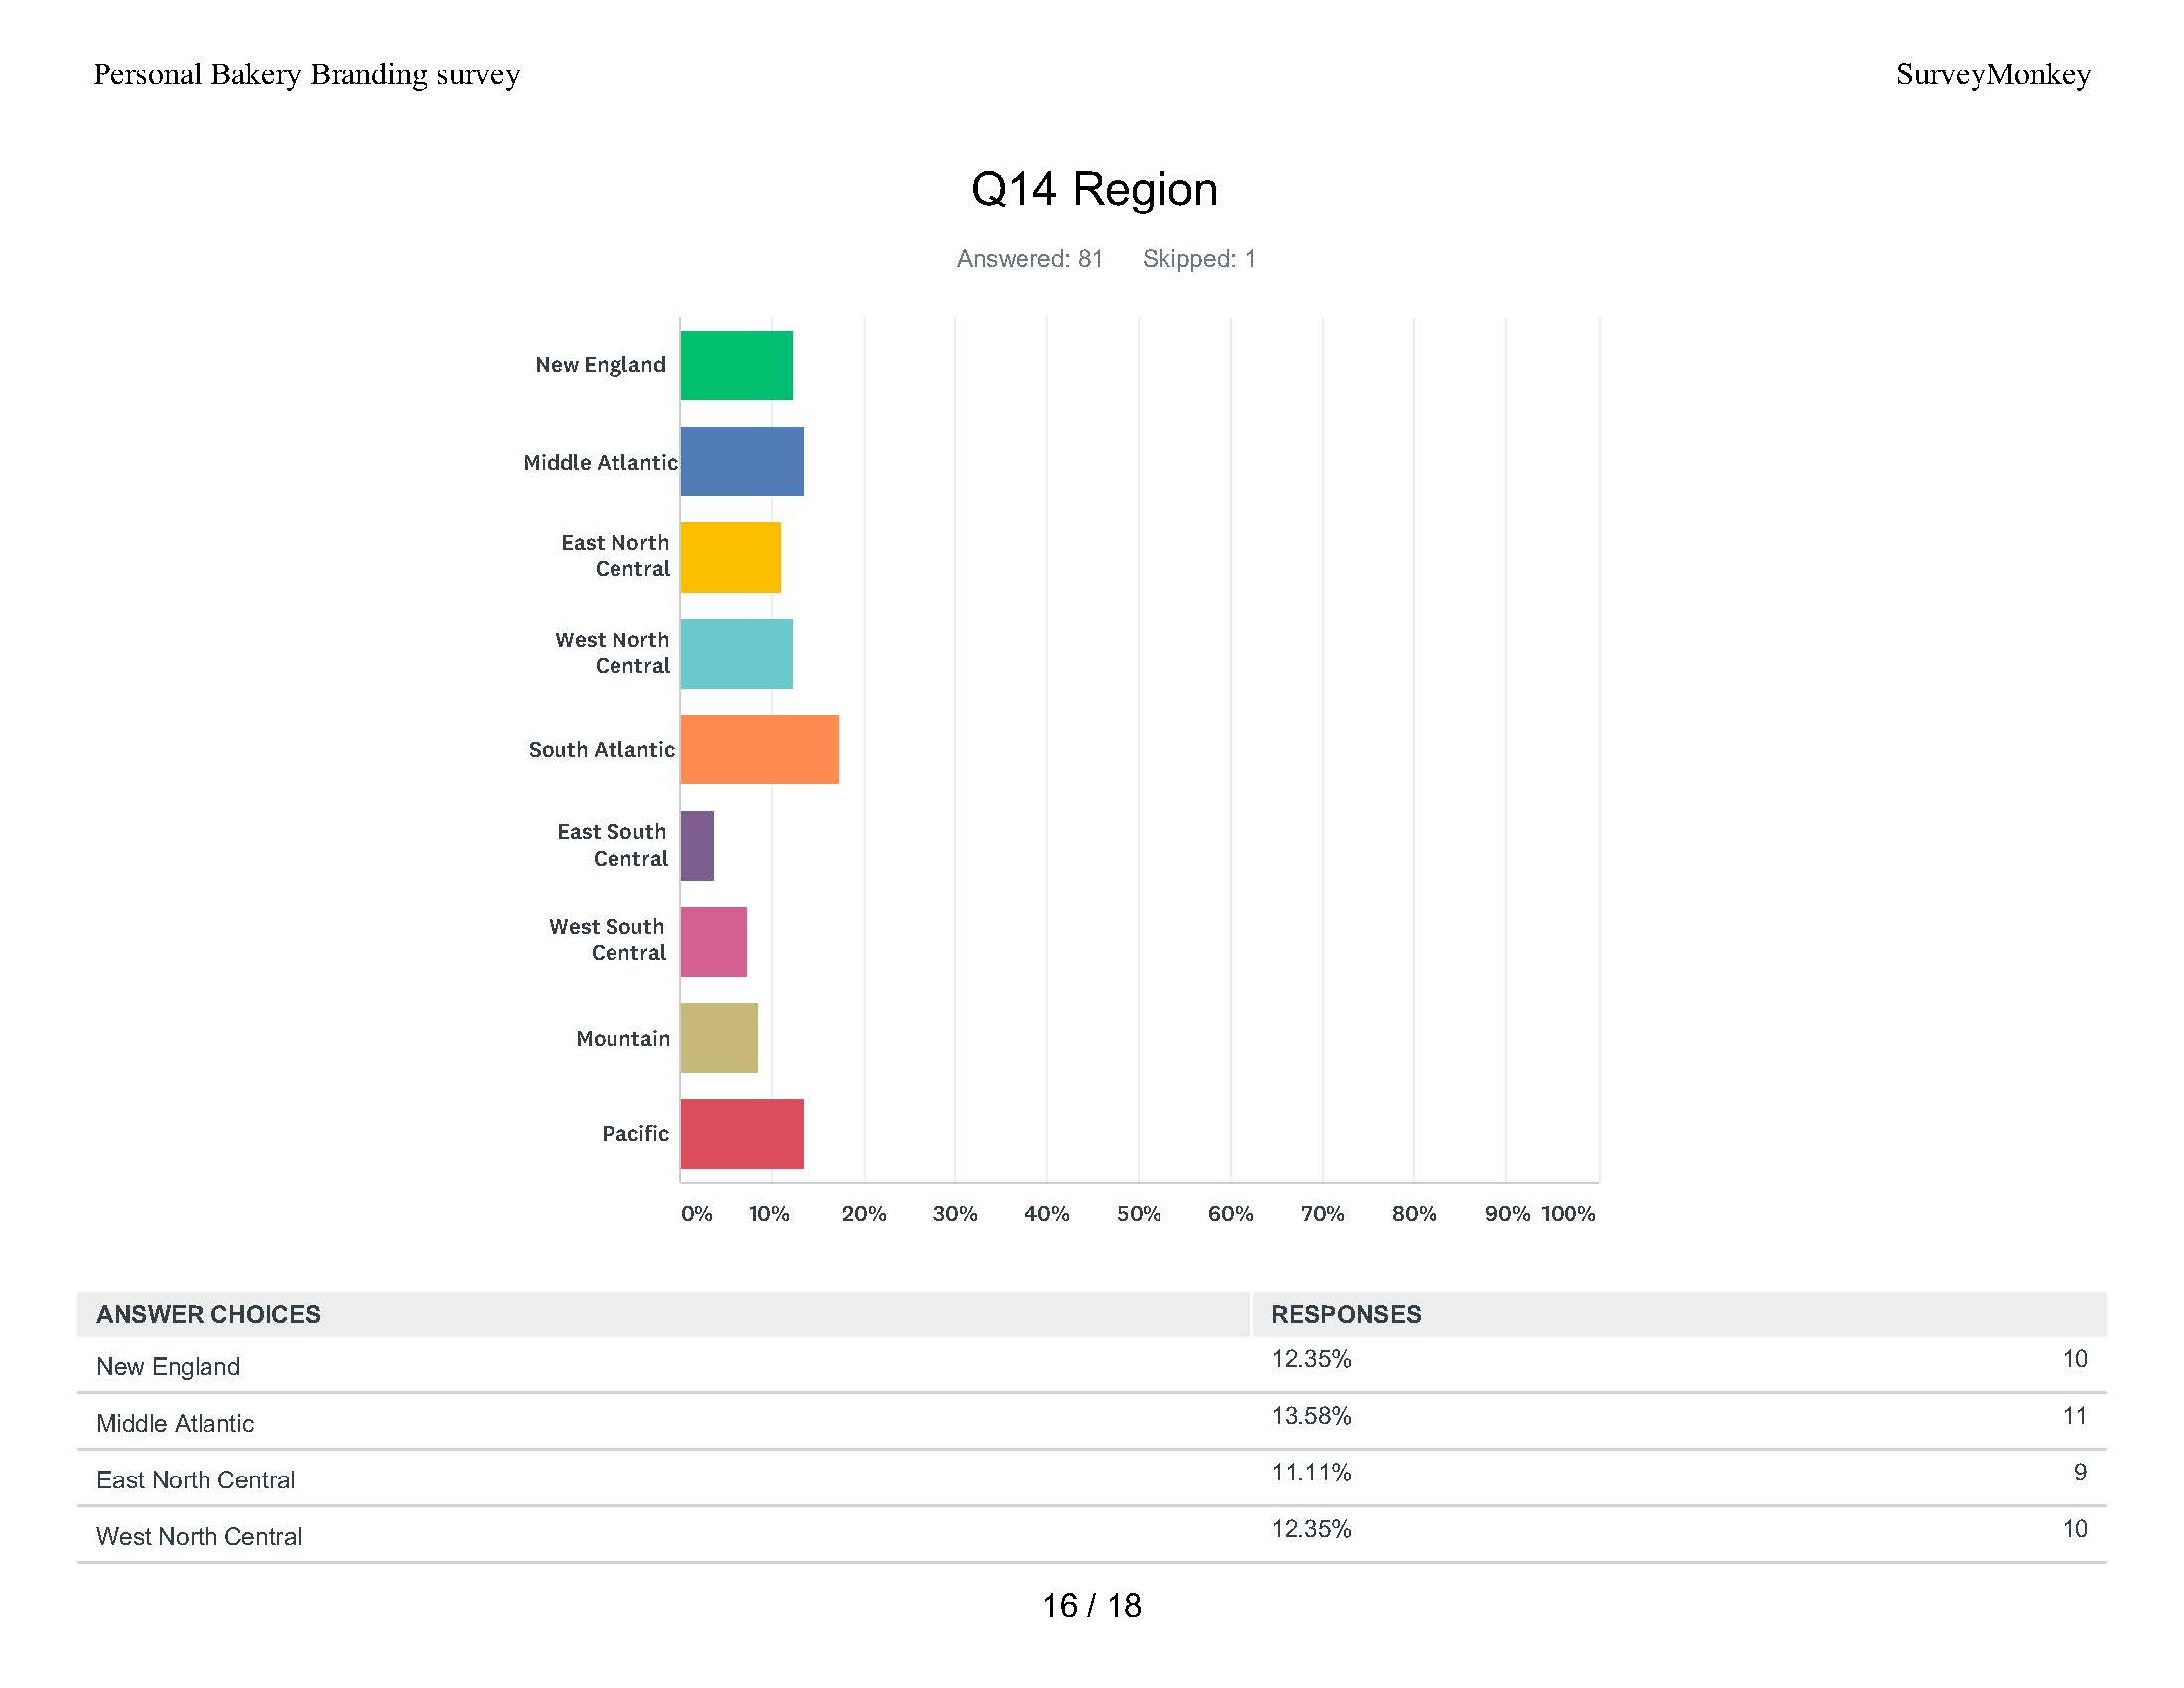 Personal Bakery Branding survey SurveyMonkey
Q14 Region
Answered: 81 Skipped: 1
New England
Middle Atlantic
East North
Central
West North
Central
South Atlantic
East South
Central
West South
Central
Mountain
Pacific
0% 10% 20% 30% 40% 50% 60% 70% 80% 90% 100%
ANSWER CHOICES RESPONSES
New England 12.35% 10
Middle Atlantic 13.58% 11
East North Central 11.11% 9
West North Central 12.35% 10
16 / 18